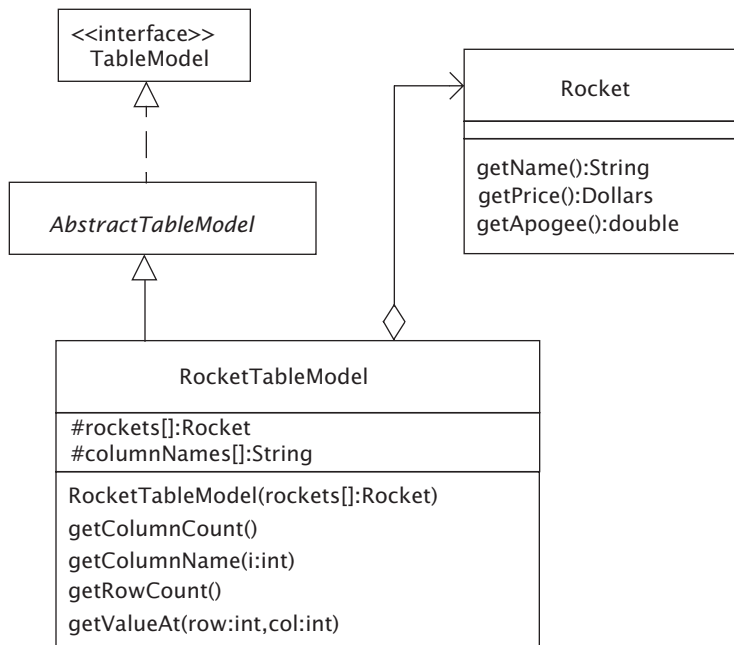 <<interface>>
TableModel
Rocket
getName():String
getPrice():Dollars
getApogee():double
AbstractTableModel
RocketTableModel
#rockets[]:Rocket
#columnNames[]:String
RocketTableModel(rockets[]:Rocket)
getColumnCount()
getColumnName(i:int)
getRowCount()
getValueAt(row:int,col:int)